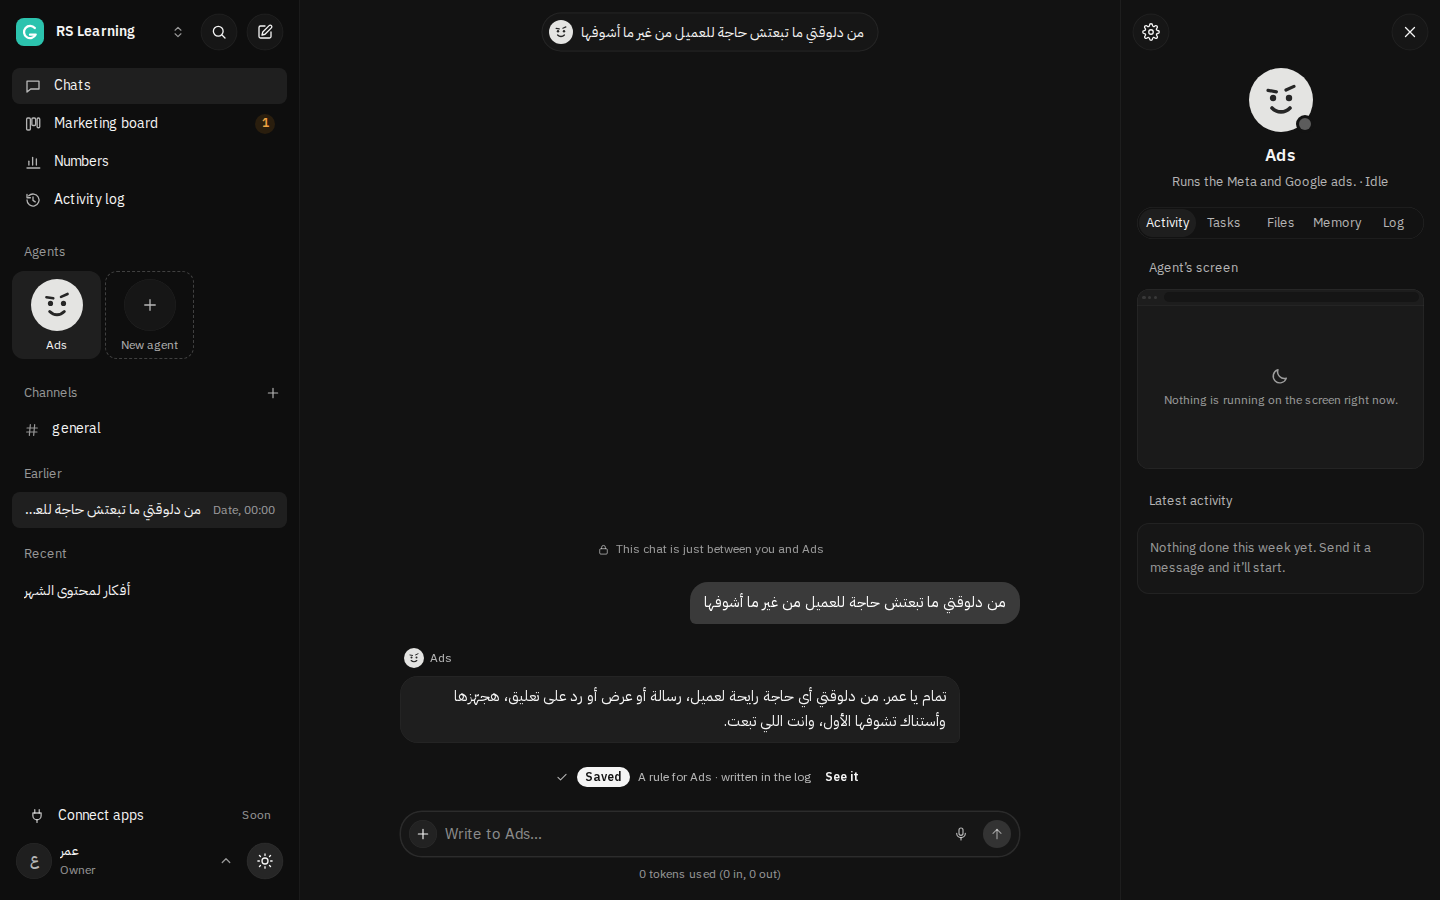 RS Learning
Chats
Marketing board
1
Numbers
Activity log
Agents
Ads
New agent
Channels
general
Earlier
من دلوقتي ما تبعتش حاجة للعـ...
Date, 00:00
Recent
أفكار لمحتوى الشهر
Connect apps
Soon
ع
عمر
Owner
من دلوقتي ما تبعتش حاجة للعميل من غير ما أشوفها
This chat is just between you and Ads
من دلوقتي ما تبعتش حاجة للعميل من غير ما أشوفها
Ads
تمام يا عمر. من دلوقتي أي حاجة رايحة لعميل، رسالة أو عرض أو رد على تعليق، هجهّزها
وأستناك تشوفها الأول، وانت اللي تبعت.
Saved
A rule for Ads · written in the log
See it
Write to Ads...
0 tokens used (0 in, 0 out)
Ads
Runs the Meta and Google ads. · Idle
Activity
Tasks
Files
Memory
Log
Agent's screen
Nothing is running on the screen right now.
Latest activity
Nothing done this week yet. Send it a
message and it'll start.